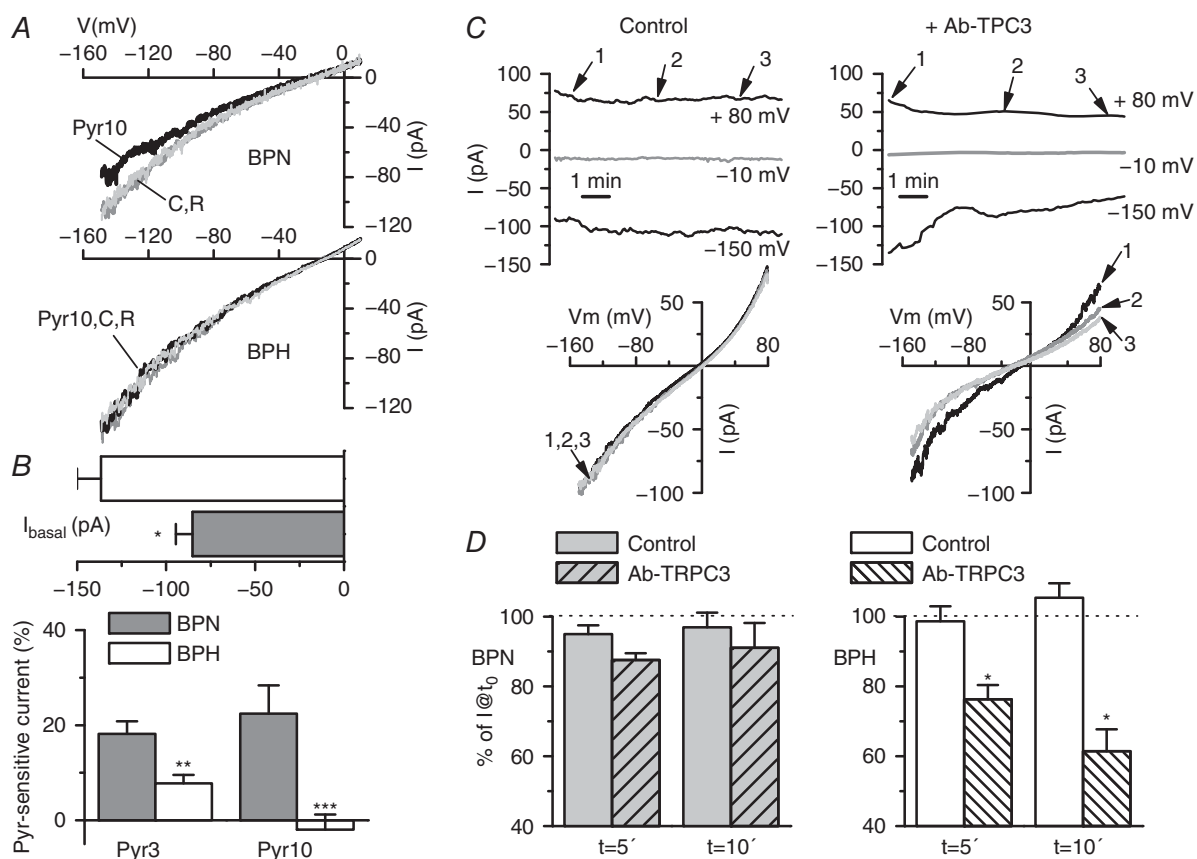 A
V(mV)
−160 −120 −80 −40 0
0
−40
−80
−120
I (pA)
Pyr10
BPN
C,R
−160 −120 −80 −40 0
0
−40
−80
−120
I (pA)
Pyr10,C,R
BPH
B
I basal (pA)
*
−150 −100 −50 0
BPN
BPH
Pyr-sensitive current (%)
40
20
0
**
***
Pyr3 Pyr10
C
Control
1 2 3
100
50
0
−50
−100
−150
I (pA)
+ 80 mV
−10 mV
1 min
−150 mV
+ Ab-TPC3
1 2 3
100
50
0
−50
−100
−150
+ 80 mV
−10 mV
1 min
−150 mV
Vm (mV)
−160 −80 80
50
−50
−100
I (pA)
1,2,3
Vm (mV)
−160 −80 80
50
−50
−100
I (pA)
1
2
3
D
Control
Ab-TRPC3
BPN
% of I@t0
100
80
60
40
t=5´ t=10´
Control
Ab-TRPC3
BPH
100
80
60
40
*
*
t=5´ t=10´